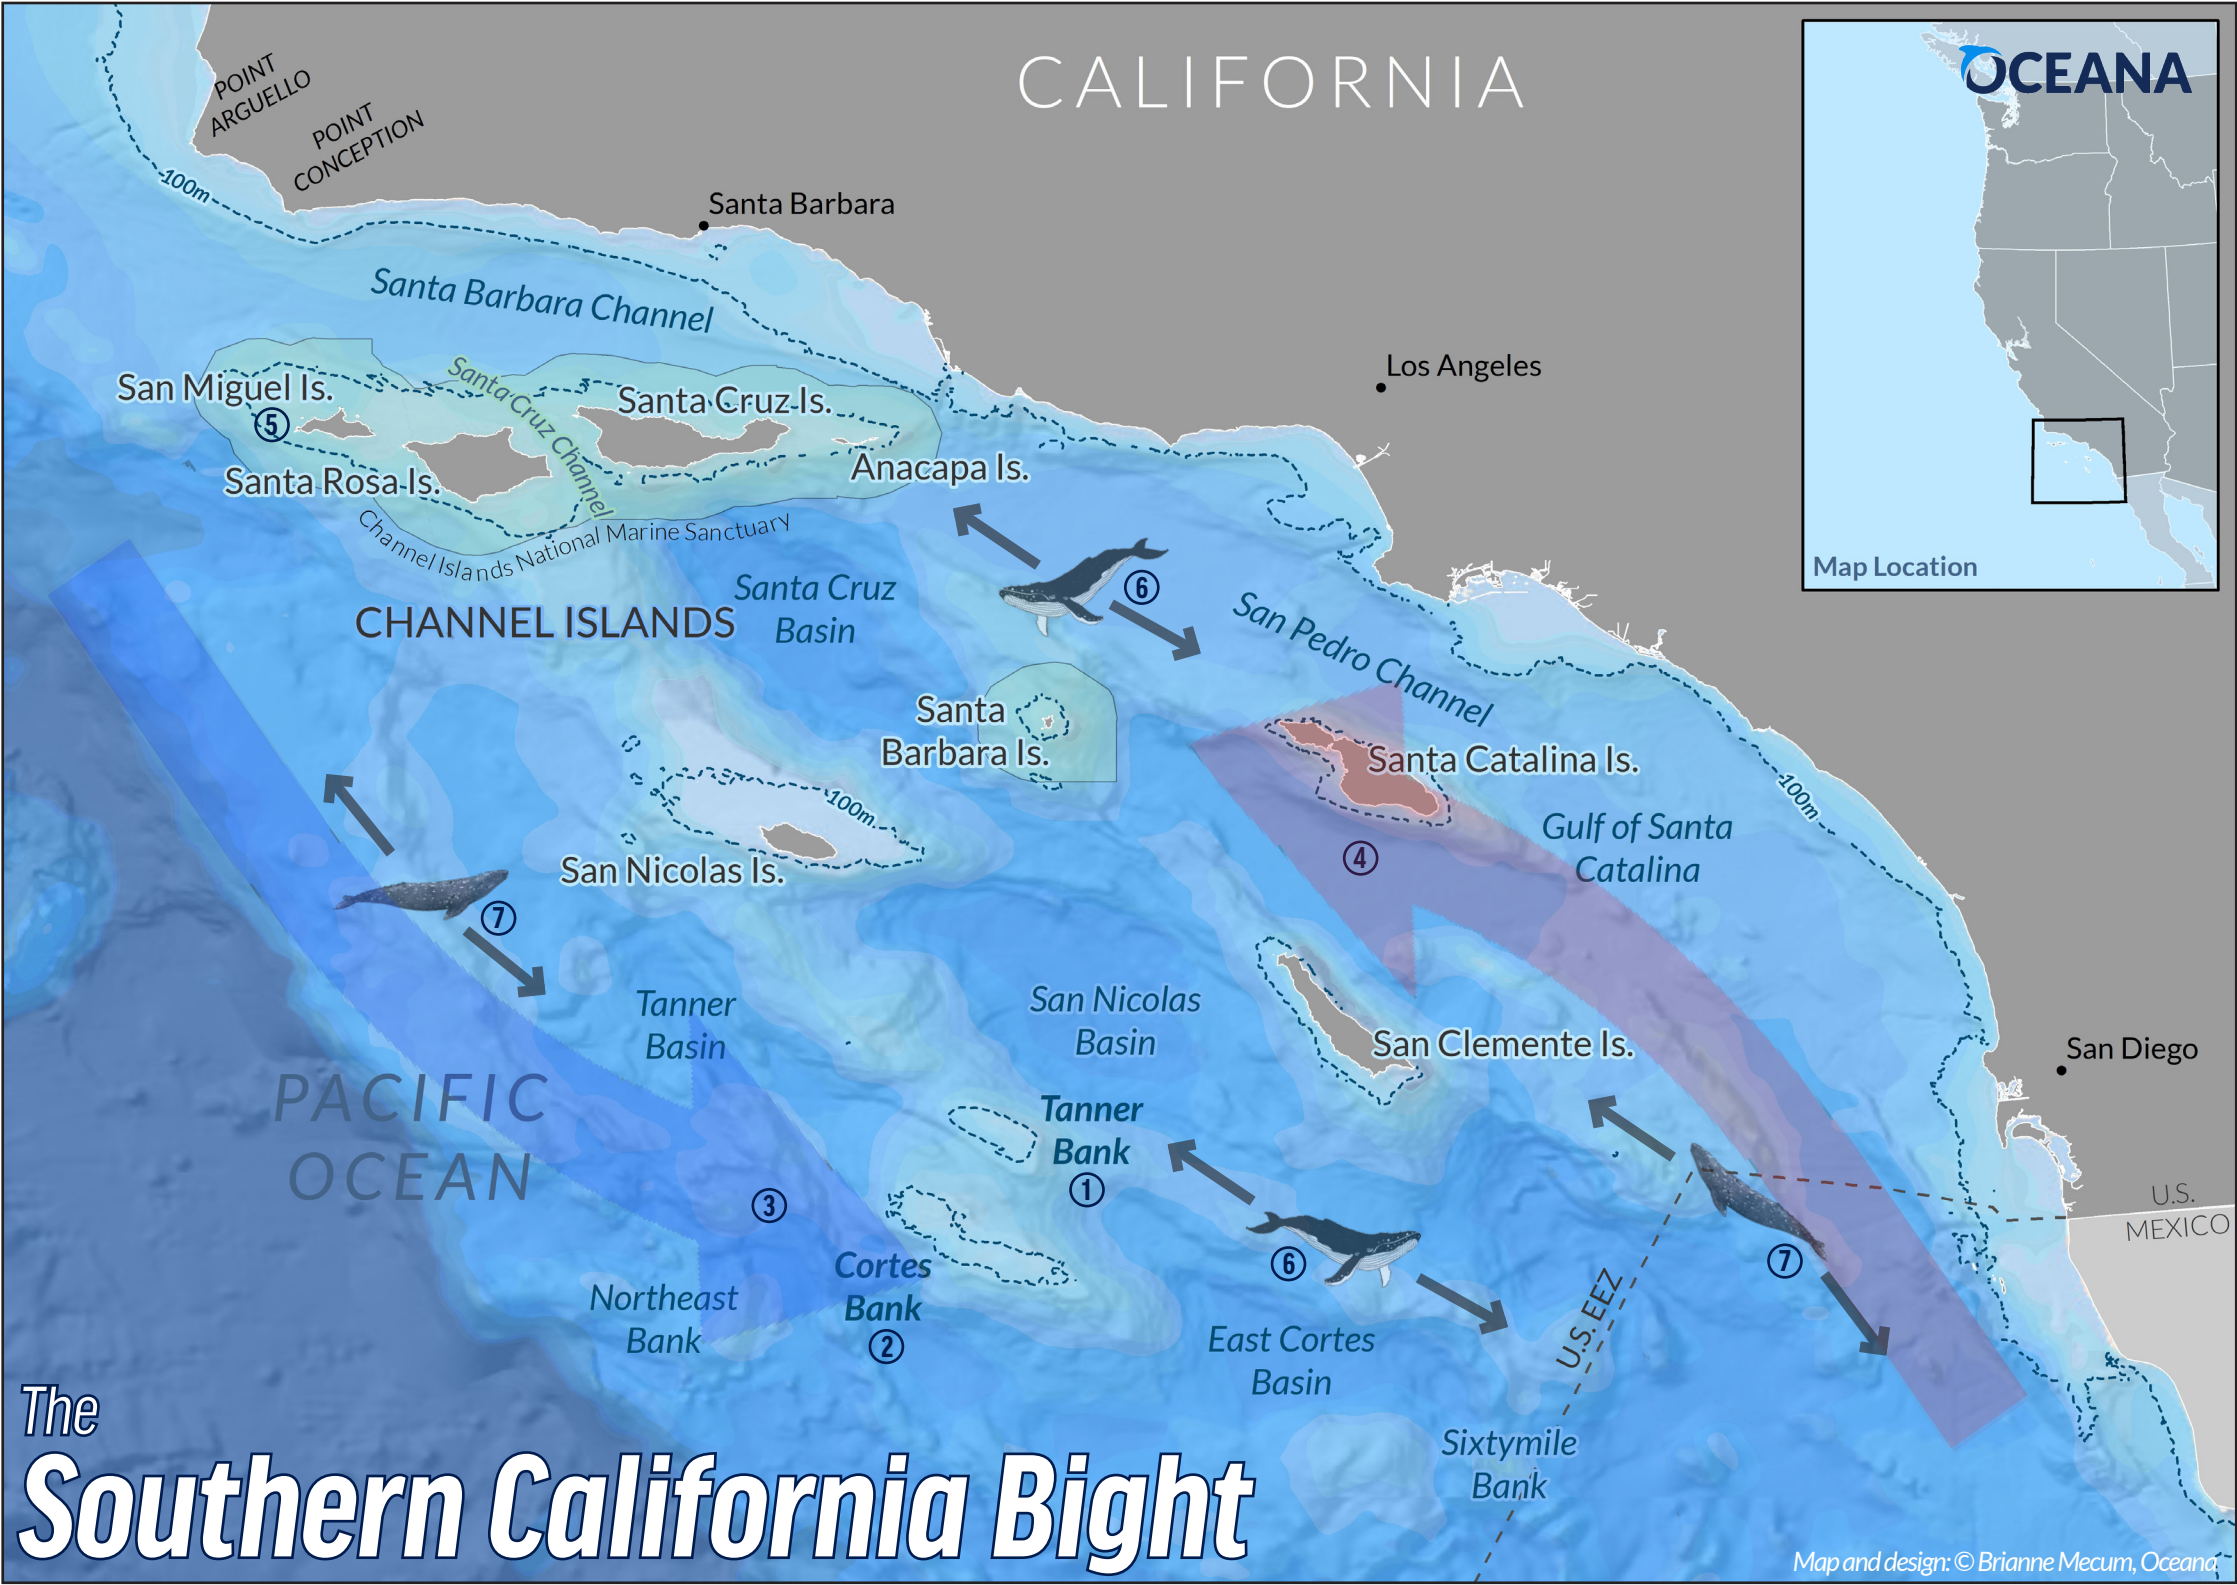 POINT
ARGUELLO
POINT
CONCEPTION
CALIFORNIA
OCEANA
100m
Santa Barbara
Santa Barbara Channel
Los Angeles
San Miguel Is.
5
Santa Cruz Channel
Santa Cruz Is.
Santa Rosa Is.
Anacapa Is.
Channel Islands National Marine Sanctuary
Map Location
CHANNEL ISLANDS
Santa Cruz
Basin
6
San Pedro Channel
Santa
Barbara Is.
Santa Catalina Is.
100m
100m
San Nicolas Is.
4
Gulf of Santa
Catalina
7
Tanner
Basin
San Nicolas
Basin
San Clemente Is.
San Diego
PACIFIC
OCEAN
Tanner
Bank
1
3
U.S.
MEXICO
Cortes
Bank
2
6
7
Northeast
Bank
East Cortes
Basin
U.S. EEZ
Sixtymile
Bank
The
Southern California Bight
Map and design: © Brianne Mecum, Oceana